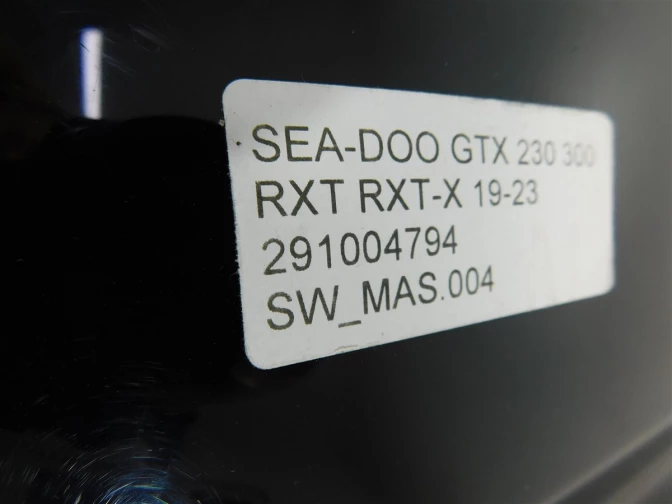 SEA-DOO GTX 230 300
RXT RXT-X 19-23
291004794
SW_MAS.004